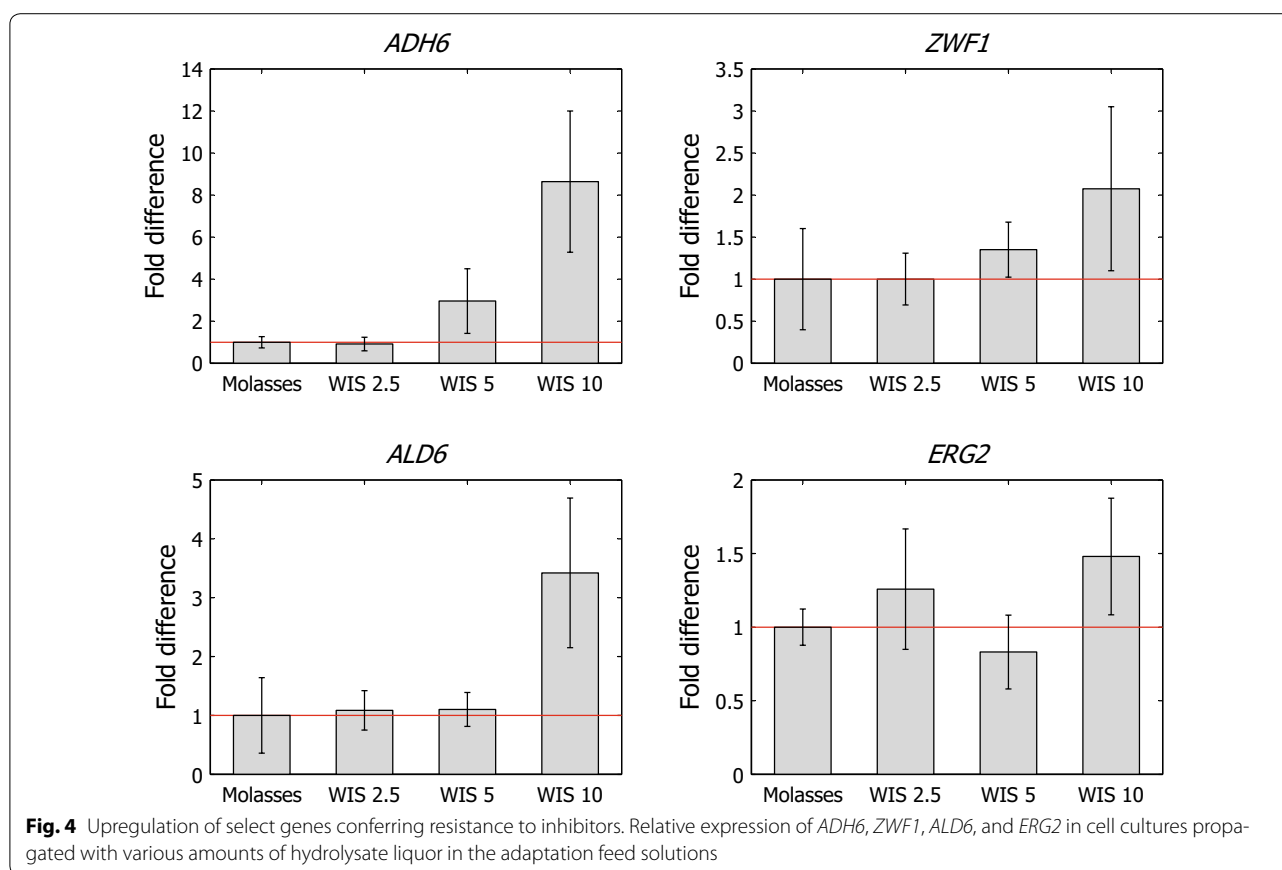 ADH6
14
12
10
8
6
4
2
0
Fold difference
Molasses WIS 2.5 WIS 5 WIS 10
ZWF1
3.5
3
2.5
2
1.5
1
0.5
0
Fold difference
Molasses WIS 2.5 WIS 5 WIS 10
ALD6
5
4
3
2
1
0
Fold difference
Molasses WIS 2.5 WIS 5 WIS 10
ERG2
2
1.5
1
0.5
0
Fold difference
Molasses WIS 2.5 WIS 5 WIS 10
Fig. 4 Upregulation of select genes conferring resistance to inhibitors. Relative expression of ADH6, ZWF1, ALD6, and ERG2 in cell cultures propa-
gated with various amounts of hydrolysate liquor in the adaptation feed solutions